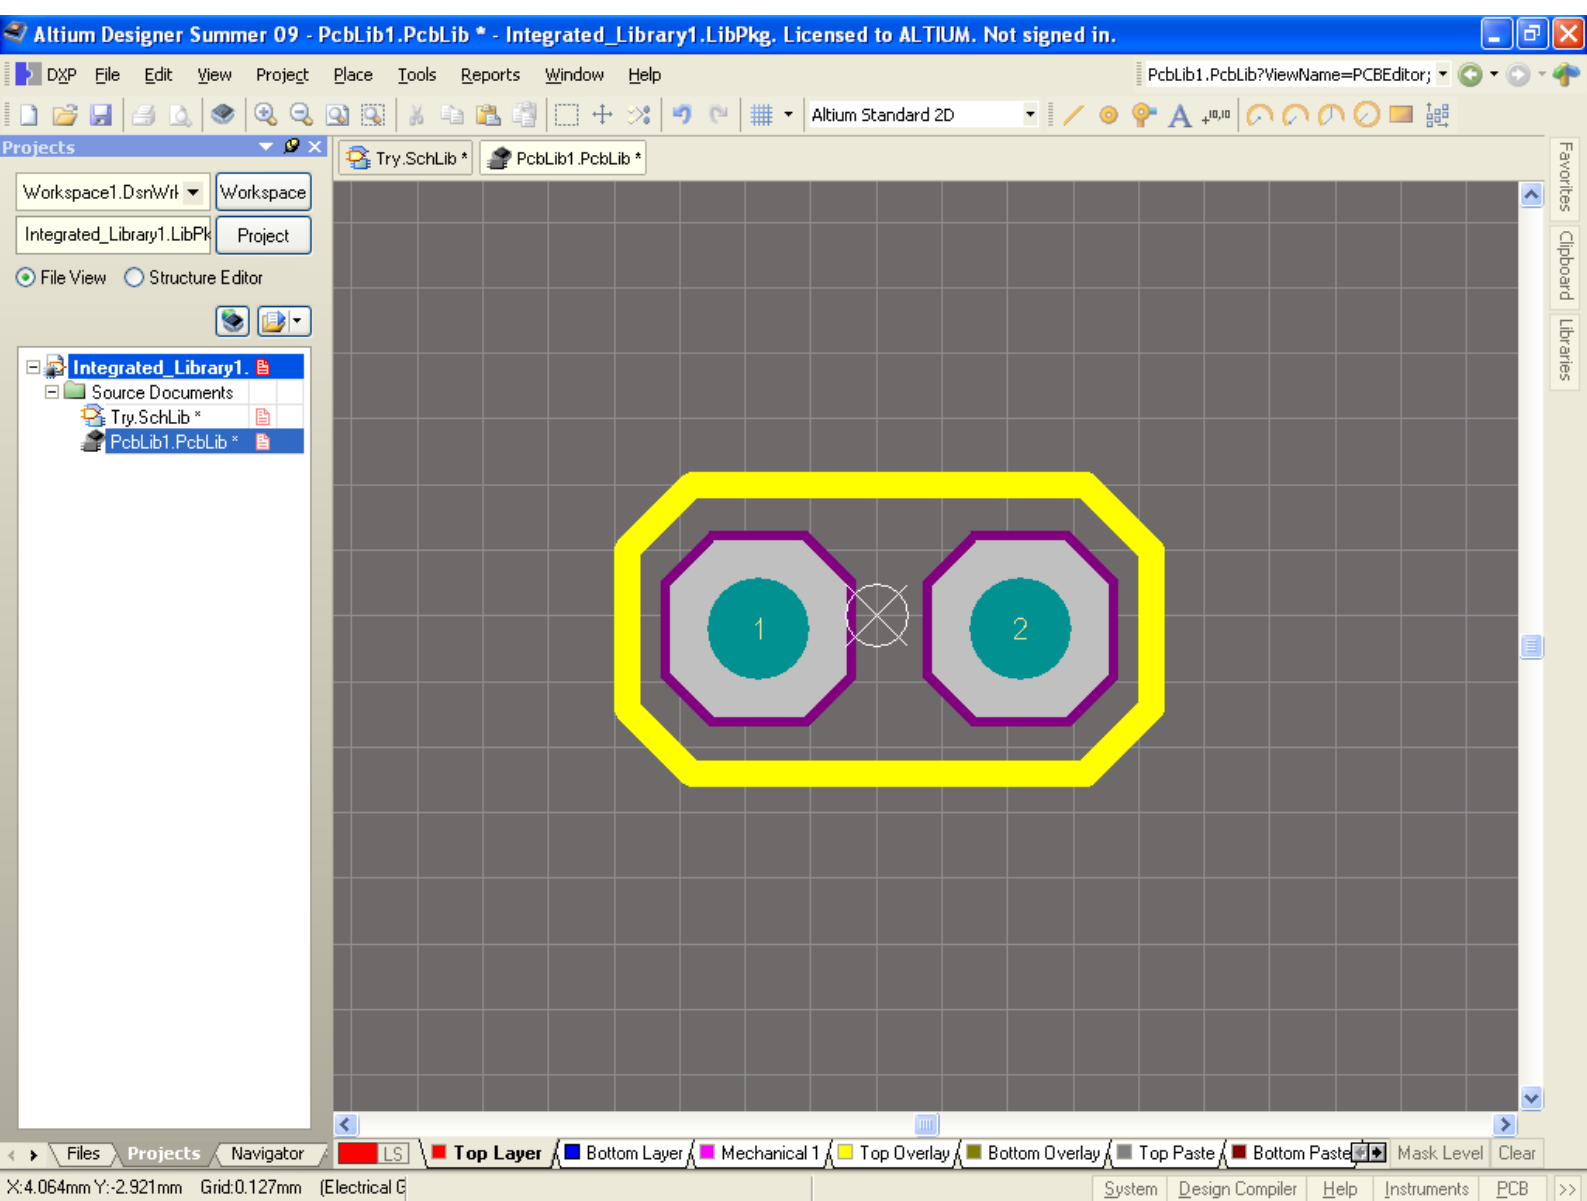 Altium Designer Summer 09 - PcbLib1.PcbLib * - Integrated_Library1.LibPkg. Licensed to ALTIUM. Not signed in.
DXP File Edit View Project Place Tools Reports Window Help PcbLib1.PcbLib?ViewName=PCBEditor;
Altium Standard 2D A +10,10
Projects
Try.SchLib * PcbLib1.PcbLib *
Workspace1.DsnWrk Workspace
Integrated_Library1.LibPk Project
File View Structure Editor
Integrated_Library1.
Source Documents
Try.SchLib *
PcbLib1.PcbLib *
1 2
Favorites
Clipboard
Libraries
Files Projects Navigator LS Top Layer Bottom Layer Mechanical 1 Top Overlay Bottom Overlay Top Paste Bottom Paste Mask Level Clear
X:4.064mm Y:-2.921mm Grid:0.127mm (Electrical G System Design Compiler Help Instruments PCB >>